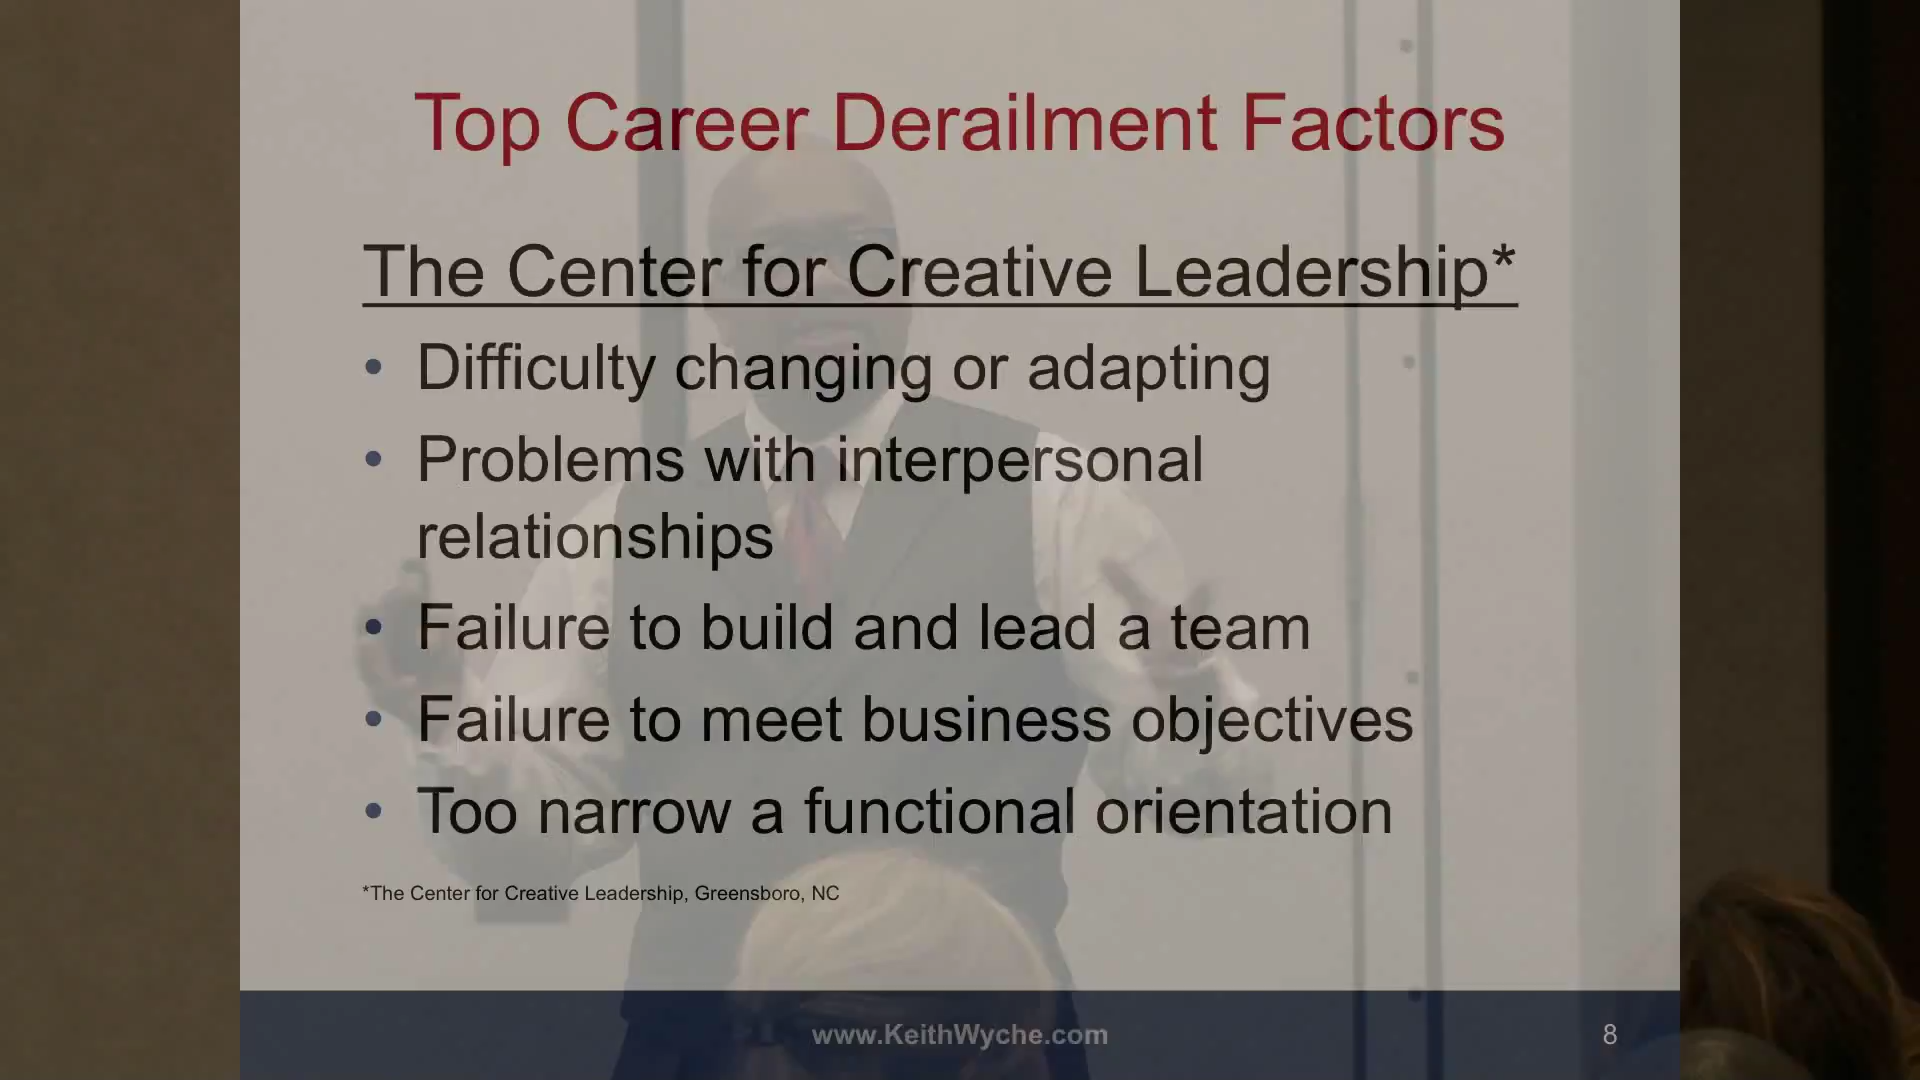 Top Career Derailment Factors
The Center for Creative Leadership*
• Difficulty changing or adapting
• Problems with interpersonal
relationships
• Failure to build and lead a team
• Failure to meet business objectives
• Too narrow a functional orientation
*The Center for Creative Leadership, Greensboro, NC
www.KeithWyche.com
8